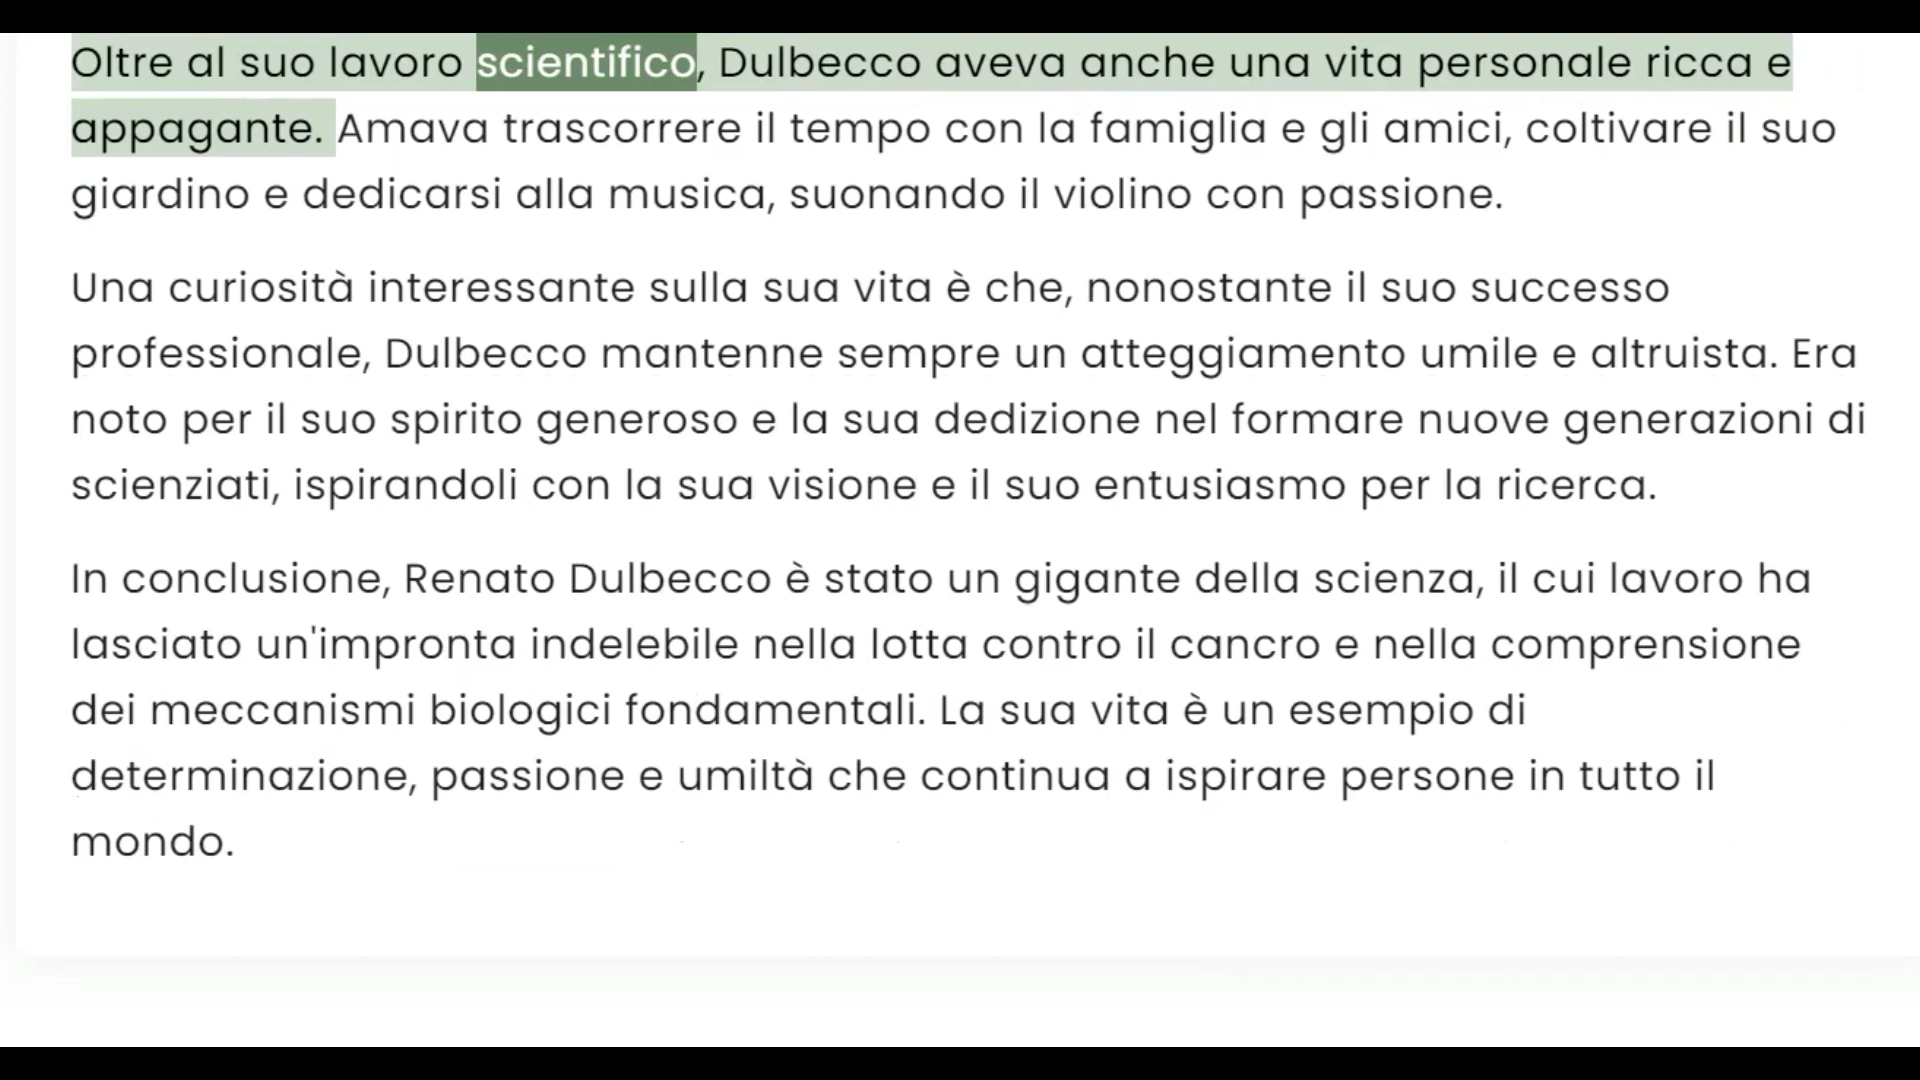 Oltre al suo lavoro scientifico, Dulbecco aveva anche una vita personale ricca e
appagante. Amava trascorrere il tempo con la famiglia e gli amici, coltivare il suo
giardino e dedicarsi alla musica, suonando il violino con passione.
Una curiosità interessante sulla sua vita è che, nonostante il suo successo
professionale, Dulbecco mantenne sempre un atteggiamento umile e altruista. Era
noto per il suo spirito generoso e la sua dedizione nel formare nuove generazioni di
scienziati, ispirandoli con la sua visione e il suo entusiasmo per la ricerca.
In conclusione, Renato Dulbecco è stato un gigante della scienza, il cui lavoro ha
lasciato un'impronta indelebile nella lotta contro il cancro e nella comprensione
dei meccanismi biologici fondamentali. La sua vita è un esempio di
determinazione, passione e umiltà che continua a ispirare persone in tutto il
mondo.